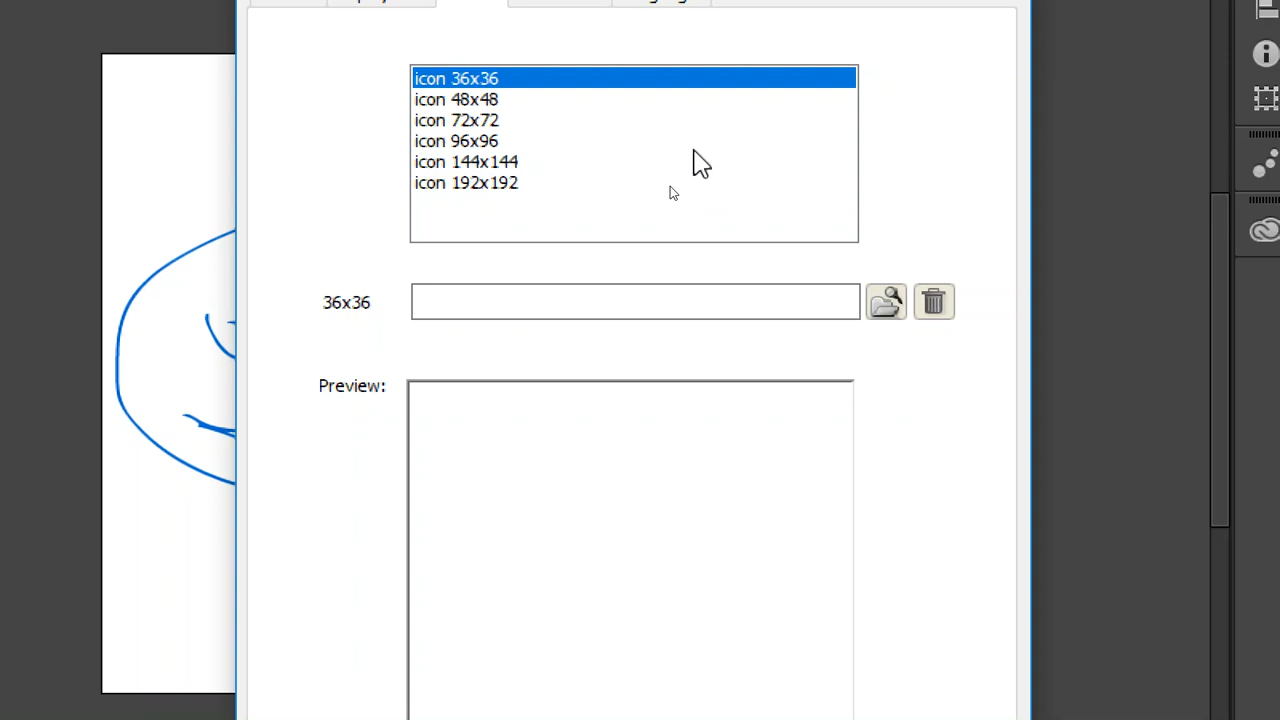 icon 36x36
icon 48x48
icon 72x72
icon 96x96
icon 144x144
icon 192x192
36x36
Preview: